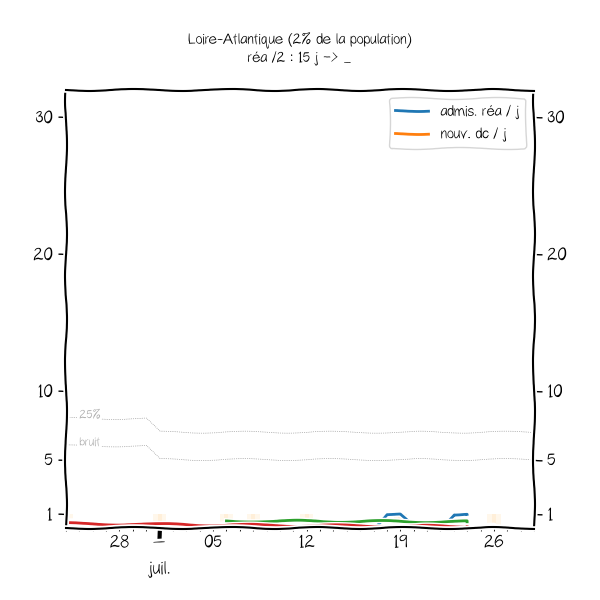 Loire-Atlantique (2% de la population)
réa /2 : 15 j -> _
admis. réa / j
nouv. dc / j
30
30
20
20
10
10
25%
bruit
5
5
1
1
28
1
05
12
19
26
juil.